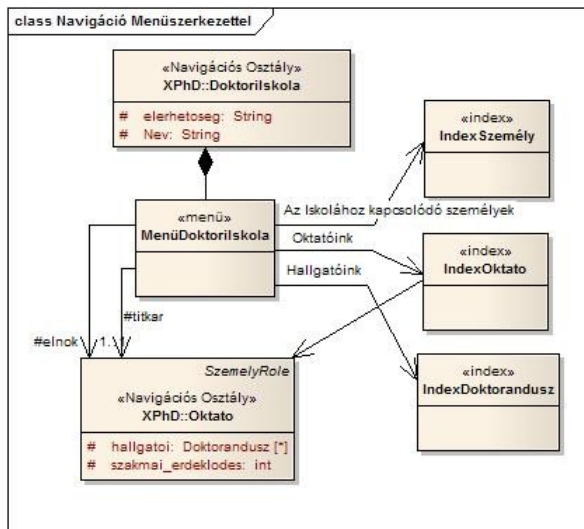 class Navigáció Menüszerkezettel
«Navigációs Osztály»
XPhD::DoktoriIskola
# elerhetoseg: String
# Nev: String
«index»
IndexSzemély
«menü»
MenüDoktoriIskola
Az Iskolához kapcsolódó személyek
Oktatóink
Hallgatóink
«index»
IndexOktato
#titkar
#elnok
1..
SzemelyRole
«Navigációs Osztály»
XPhD::Oktato
# hallgatoi: Doktorandusz [*]
# szakmai_erdeklodes: int
«index»
IndexDoktorandusz